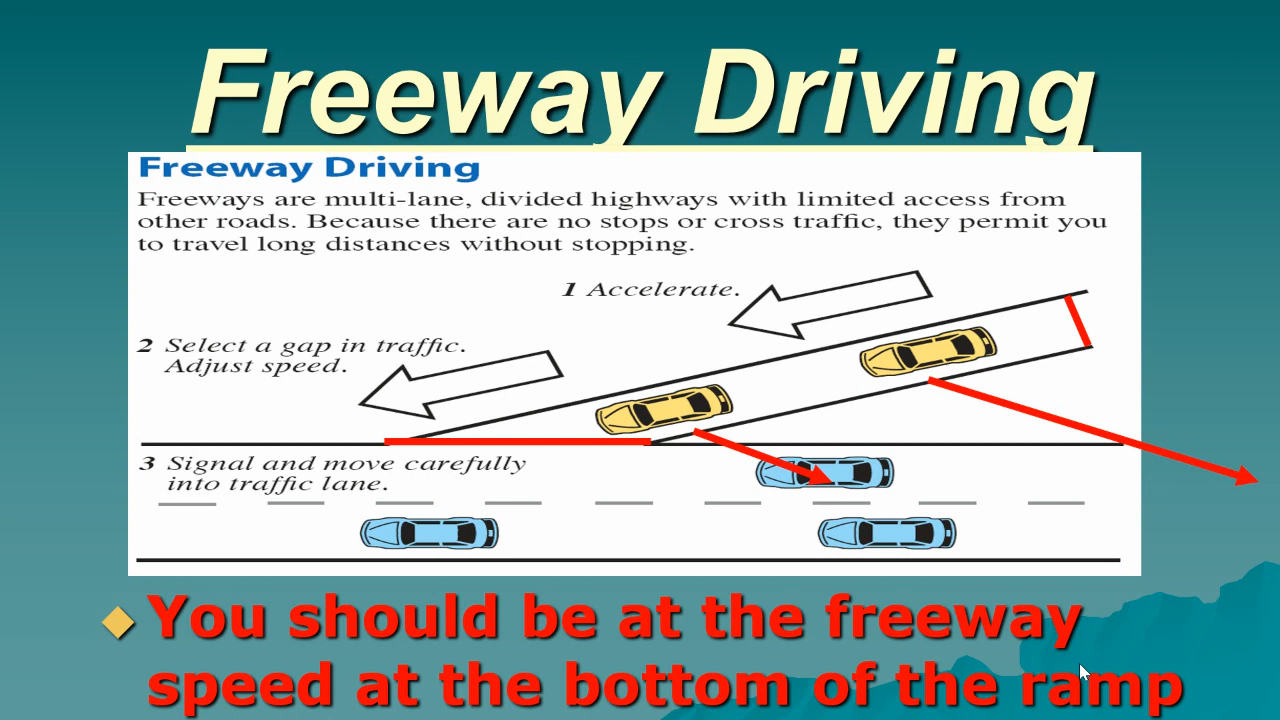 Freeway Driving
Freeway Driving
Freeways are multi-lane, divided highways with limited access from
other roads. Because there are no stops or cross traffic, they permit you
to travel long distances without stopping.
1 Accelerate.
2 Select a gap in traffic.
Adjust speed.
3 Signal and move carefully
into traffic lane.
You should be at the freeway
speed at the bottom of the ramp